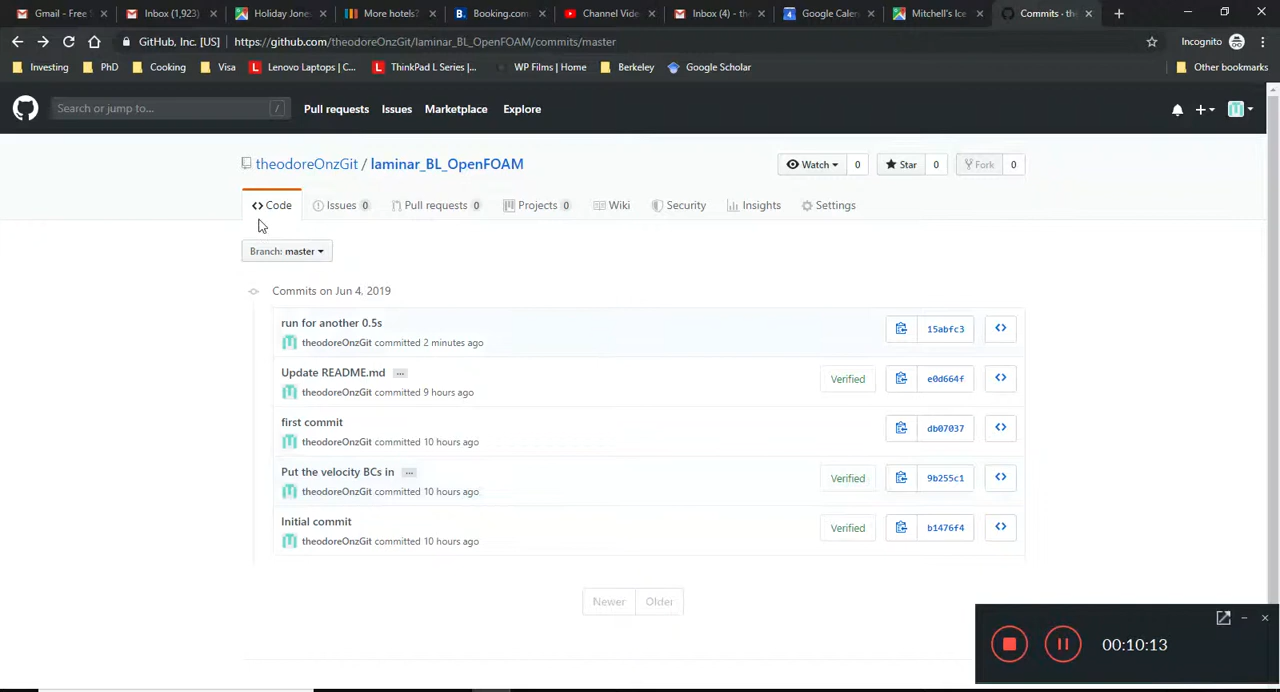 Gmail - Free
Inbox (1,923)
Holiday Jone
More hotels?
Booking.com
Channel Vide
Inbox (4) - th
Google Calen
Mitchell's Ice
Commits · th
GitHub, Inc. [US]
https://github.com/theodoreOnzGit/laminar_BL_OpenFOAM/commits/master
Incognito
Investing
PhD
Cooking
Visa
Lenovo Laptops | C...
ThinkPad L Series |...
WP Films | Home
Berkeley
Google Scholar
Other bookmarks
Search or jump to...
/
Pull requests
Issues
Marketplace
Explore
theodoreOnzGit / laminar_BL_OpenFOAM
Watch
0
Star
0
Fork
0
Code
Issues 0
Pull requests 0
Projects 0
Wiki
Security
Insights
Settings
Branch: master
Commits on Jun 4, 2019
run for another 0.5s
15abfc3
theodoreOnzGit committed 2 minutes ago
Update README.md ...
Verified
e0d664f
theodoreOnzGit committed 9 hours ago
first commit
db07037
theodoreOnzGit committed 10 hours ago
Put the velocity BCs in ...
Verified
9b255c1
theodoreOnzGit committed 10 hours ago
Initial commit
Verified
b1476f4
theodoreOnzGit committed 10 hours ago
Newer
Older
00:10:13